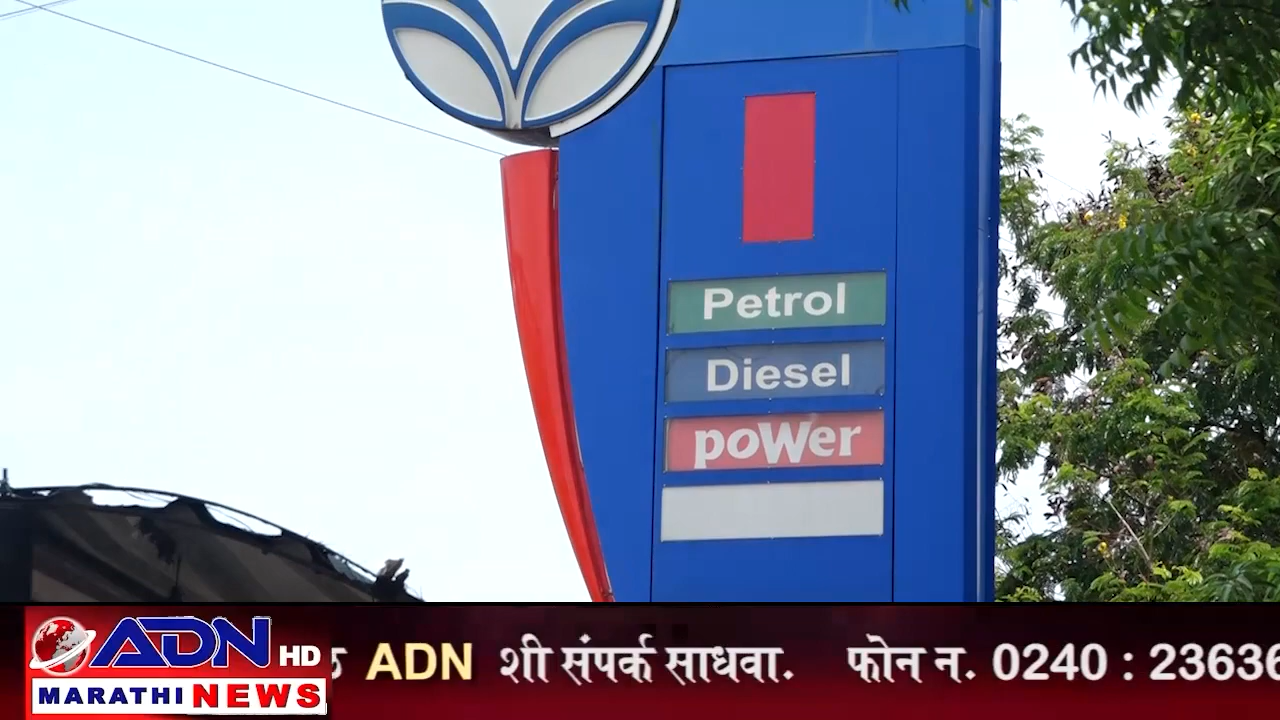 Petrol
Diesel
poWer
ADN HD
MARATHI NEWS
ADN शी संपर्क साधवा. फोन न. 0240 : 23636